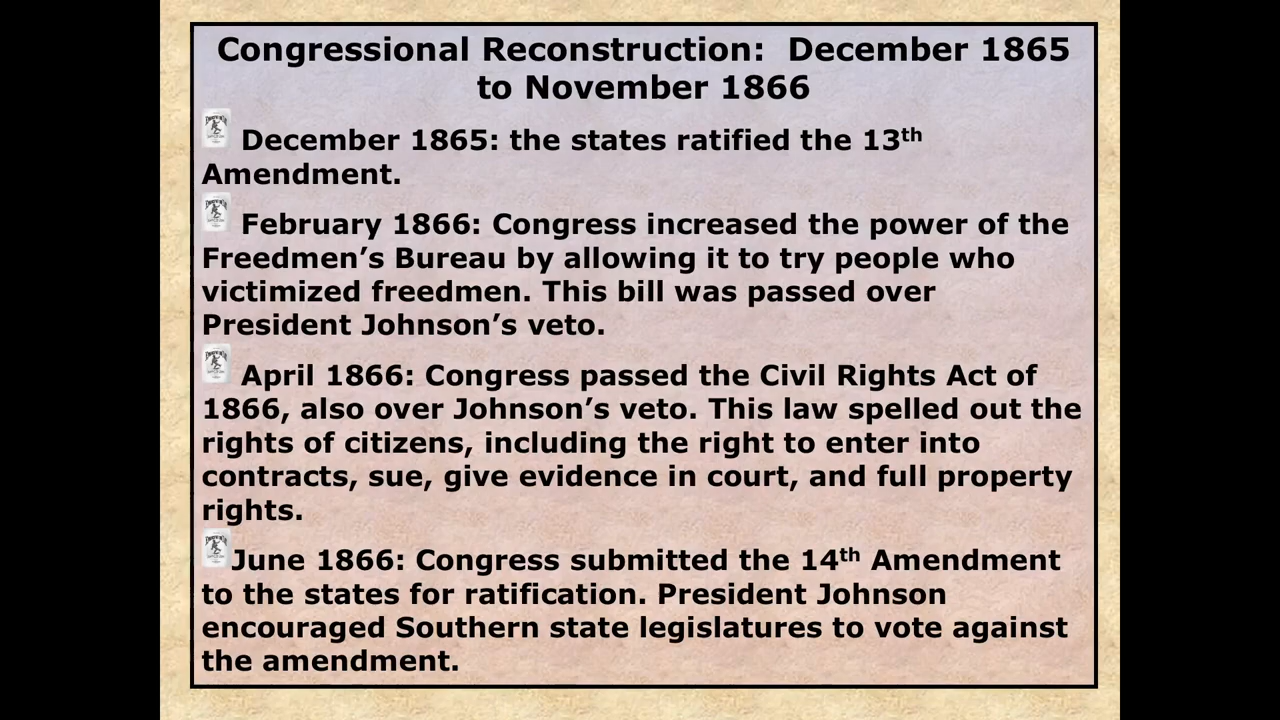 Congressional Reconstruction: December 1865
to November 1866
December 1865: the states ratified the 13th
Amendment.
February 1866: Congress increased the power of the
Freedmen’s Bureau by allowing it to try people who
victimized freedmen. This bill was passed over
President Johnson’s veto.
April 1866: Congress passed the Civil Rights Act of
1866, also over Johnson’s veto. This law spelled out the
rights of citizens, including the right to enter into
contracts, sue, give evidence in court, and full property
rights.
June 1866: Congress submitted the 14th Amendment
to the states for ratification. President Johnson
encouraged Southern state legislatures to vote against
the amendment.